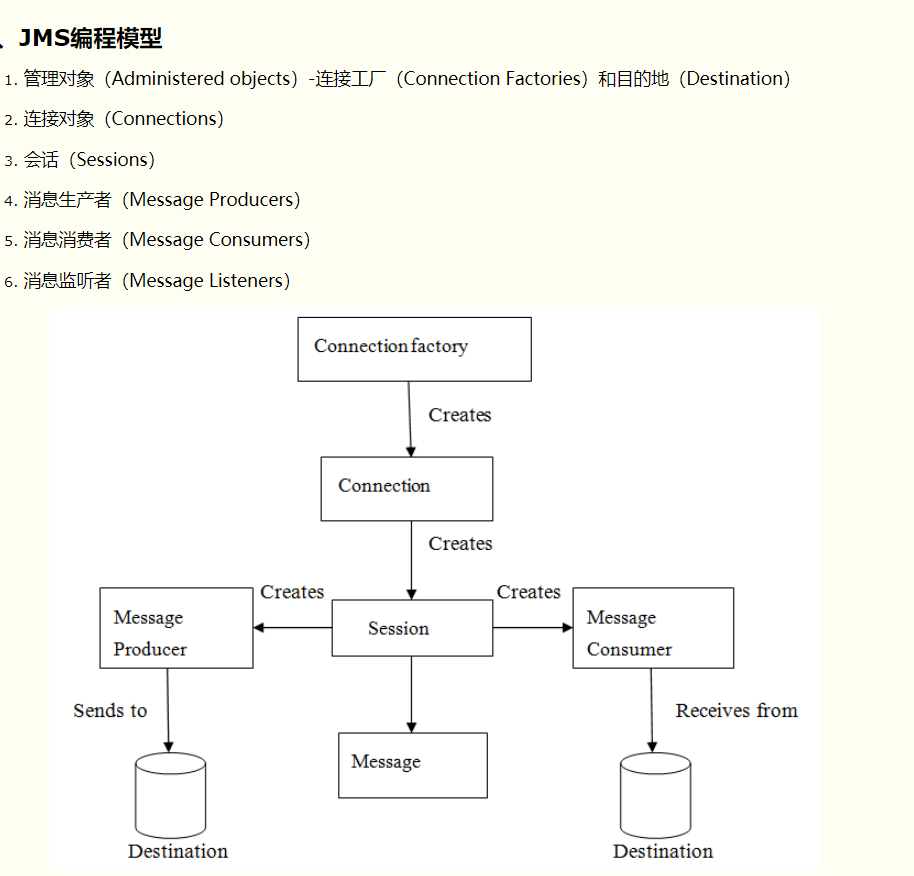 、JMS编程模型
1. 管理对象（Administered objects）-连接工厂（Connection Factories）和目的地（Destination）
2. 连接对象（Connections）
3. 会话（Sessions）
4. 消息生产者（Message Producers）
5. 消息消费者（Message Consumers）
6. 消息监听者（Message Listeners）
Connection factory
Creates
Connection
Creates
Creates
Creates
Message
Producer
Session
Message
Consumer
Sends to
Receives from
Message
Destination
Destination